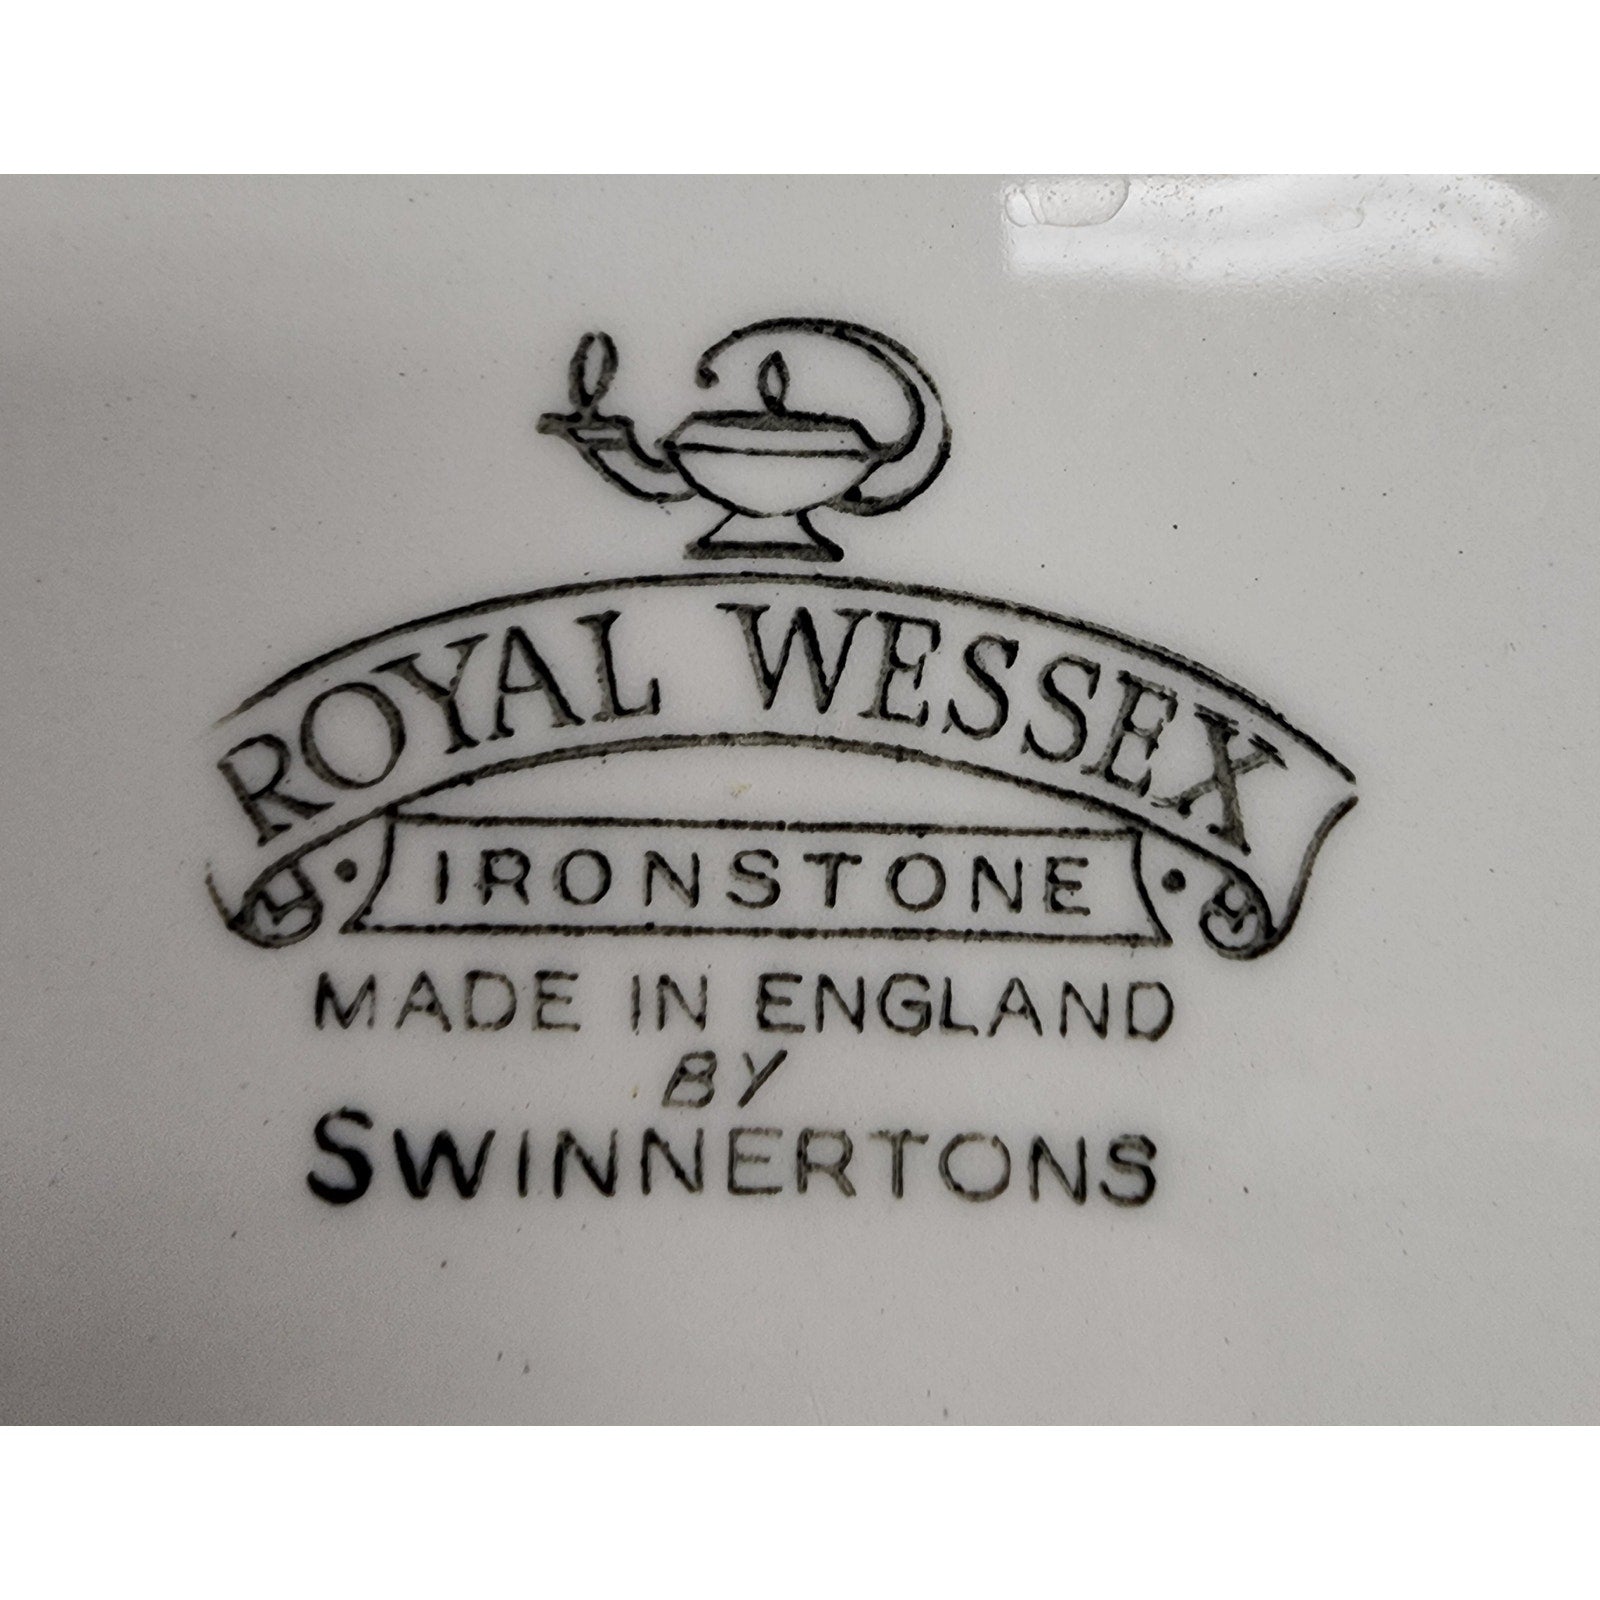 ROYAL WESSEX
IRONSTONE
MADE IN ENGLAND
BY
SWINNERTONS